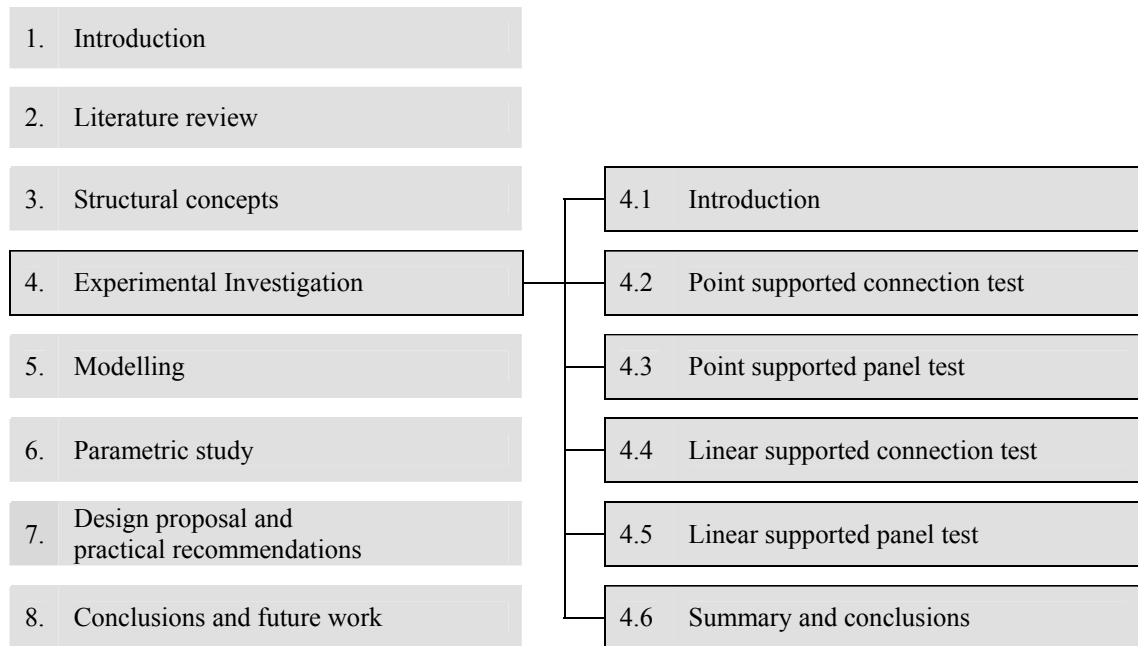 1. Introduction
2. Literature review
3. Structural concepts
4. Experimental Investigation
5. Modelling
6. Parametric study
7. Design proposal and
practical recommendations
8. Conclusions and future work
4.1 Introduction
4.2 Point supported connection test
4.3 Point supported panel test
4.4 Linear supported connection test
4.5 Linear supported panel test
4.6 Summary and conclusions